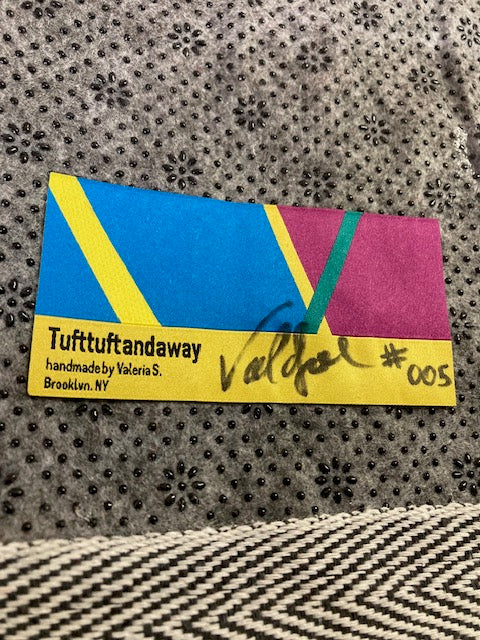 Tufttuftandaway
handmade by Valeria S.
Brooklyn. NY
#005